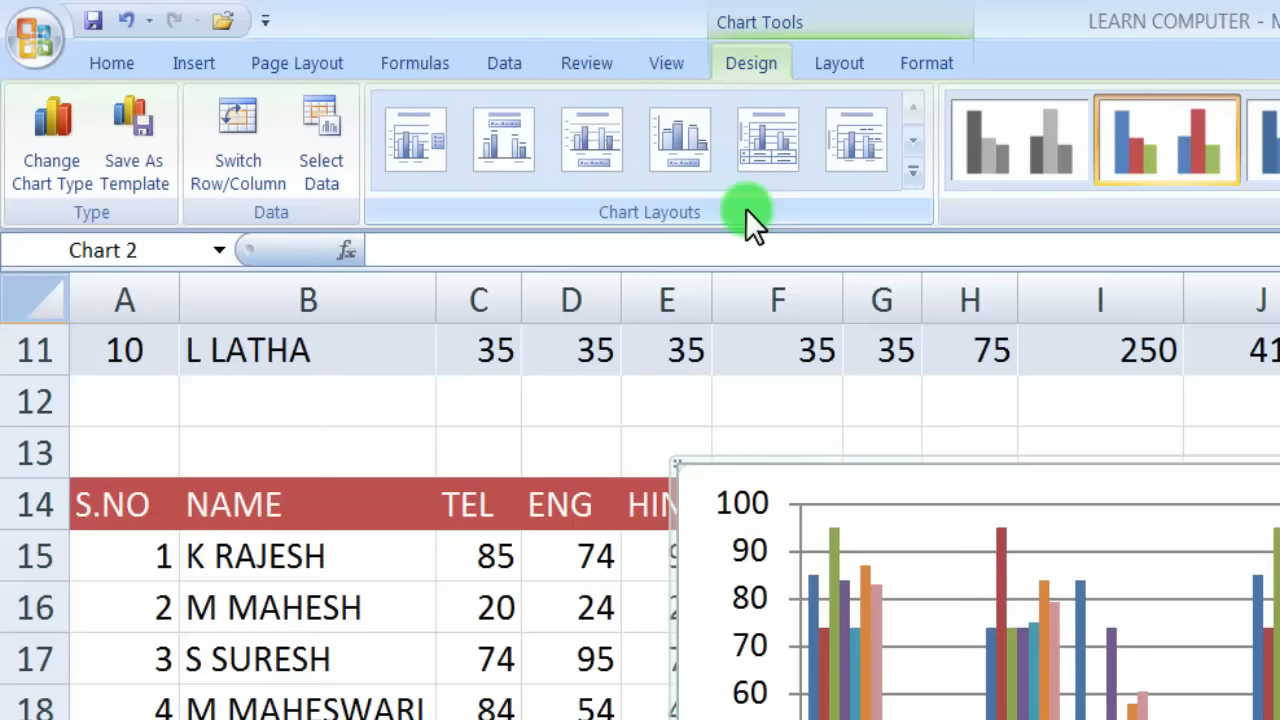 Chart Tools
LEARN COMPUTER - M
Home Insert Page Layout Formulas Data Review View Design Layout Format
Change Chart Type
Save As Template
Switch Row/Column
Select Data
Type Data Chart Layouts
Chart 2 fx
A B C D E F G H I J
11 10 L LATHA 35 35 35 35 35 75 250 41
12
13
14 S.NO NAME TEL ENG HIN
15 1 K RAJESH 85 74
16 2 M MAHESH 20 24
17 3 S SURESH 74 95
18 4 M MAHESWARI 84 54
100
90
80
70
60